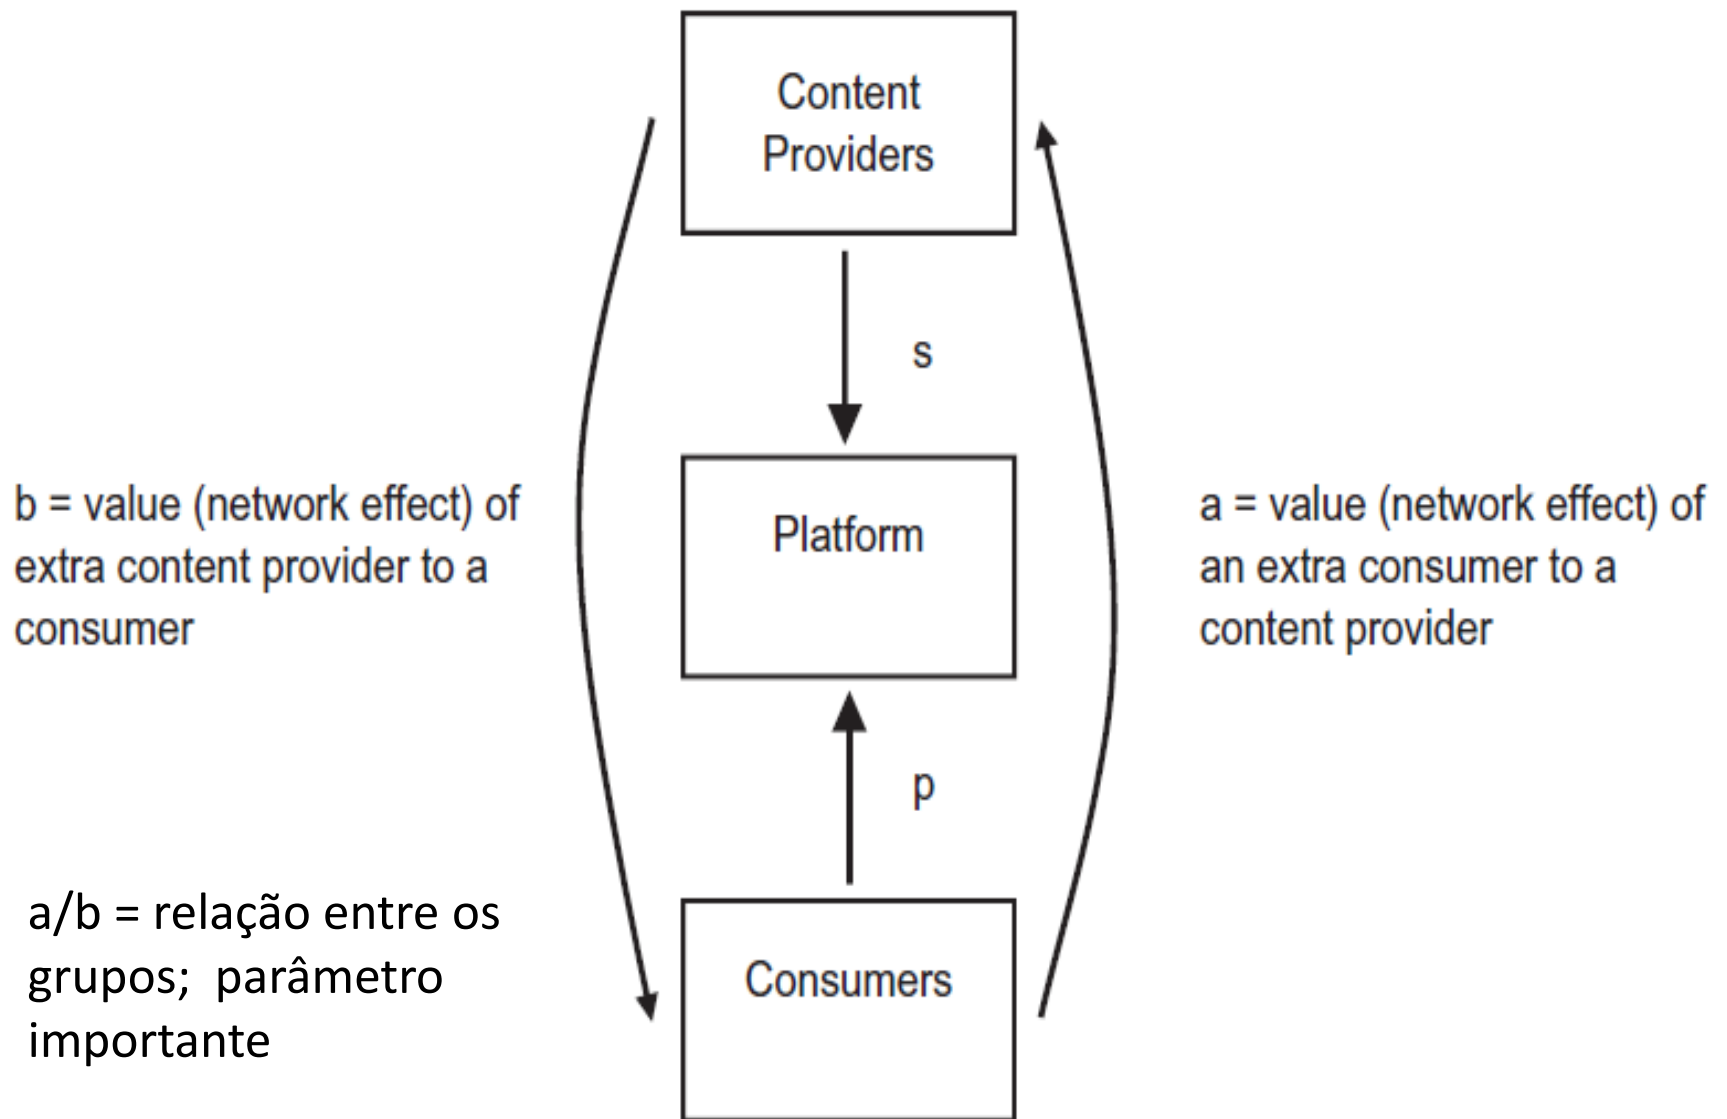 Content
Providers
s
b = value (network effect) of
extra content provider to a
consumer
Platform
a = value (network effect) of
an extra consumer to a
content provider
p
a/b = relação entre os
grupos;  parâmetro
importante
Consumers